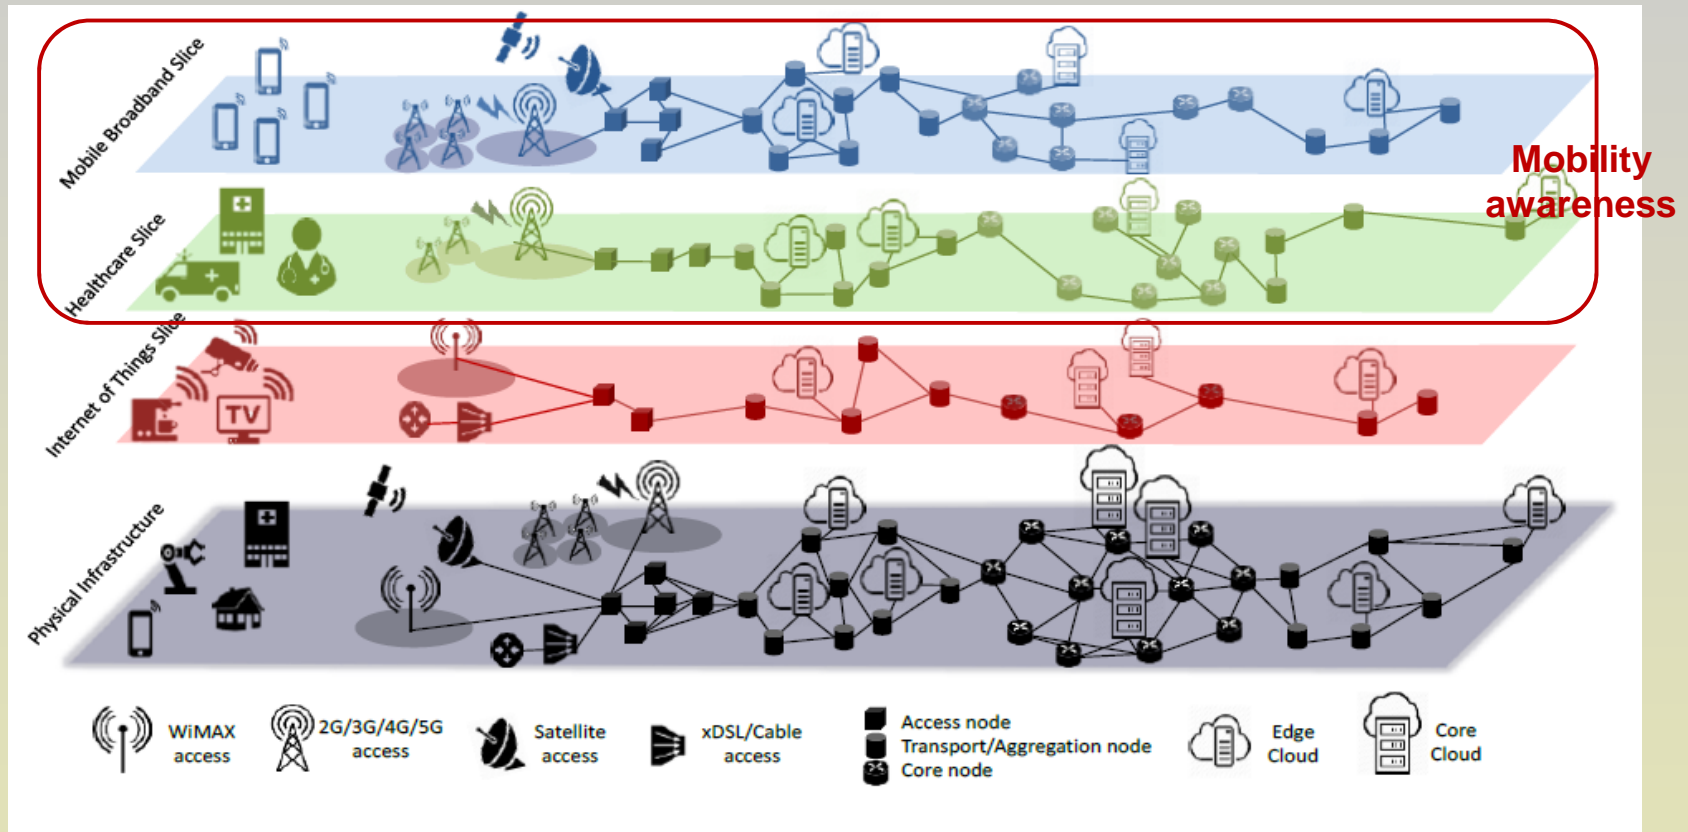 Mobile Broadband Slice
Mobility
awareness
Healthcare Slice
Internet of Things Slice
TV
Physical Infrastructure
WiMAX
access
2G/3G/4G/5G
access
Satellite
access
xDSL/Cable
access
Access node
Transport/Aggregation node
Core node
Edge
Cloud
Core
Cloud